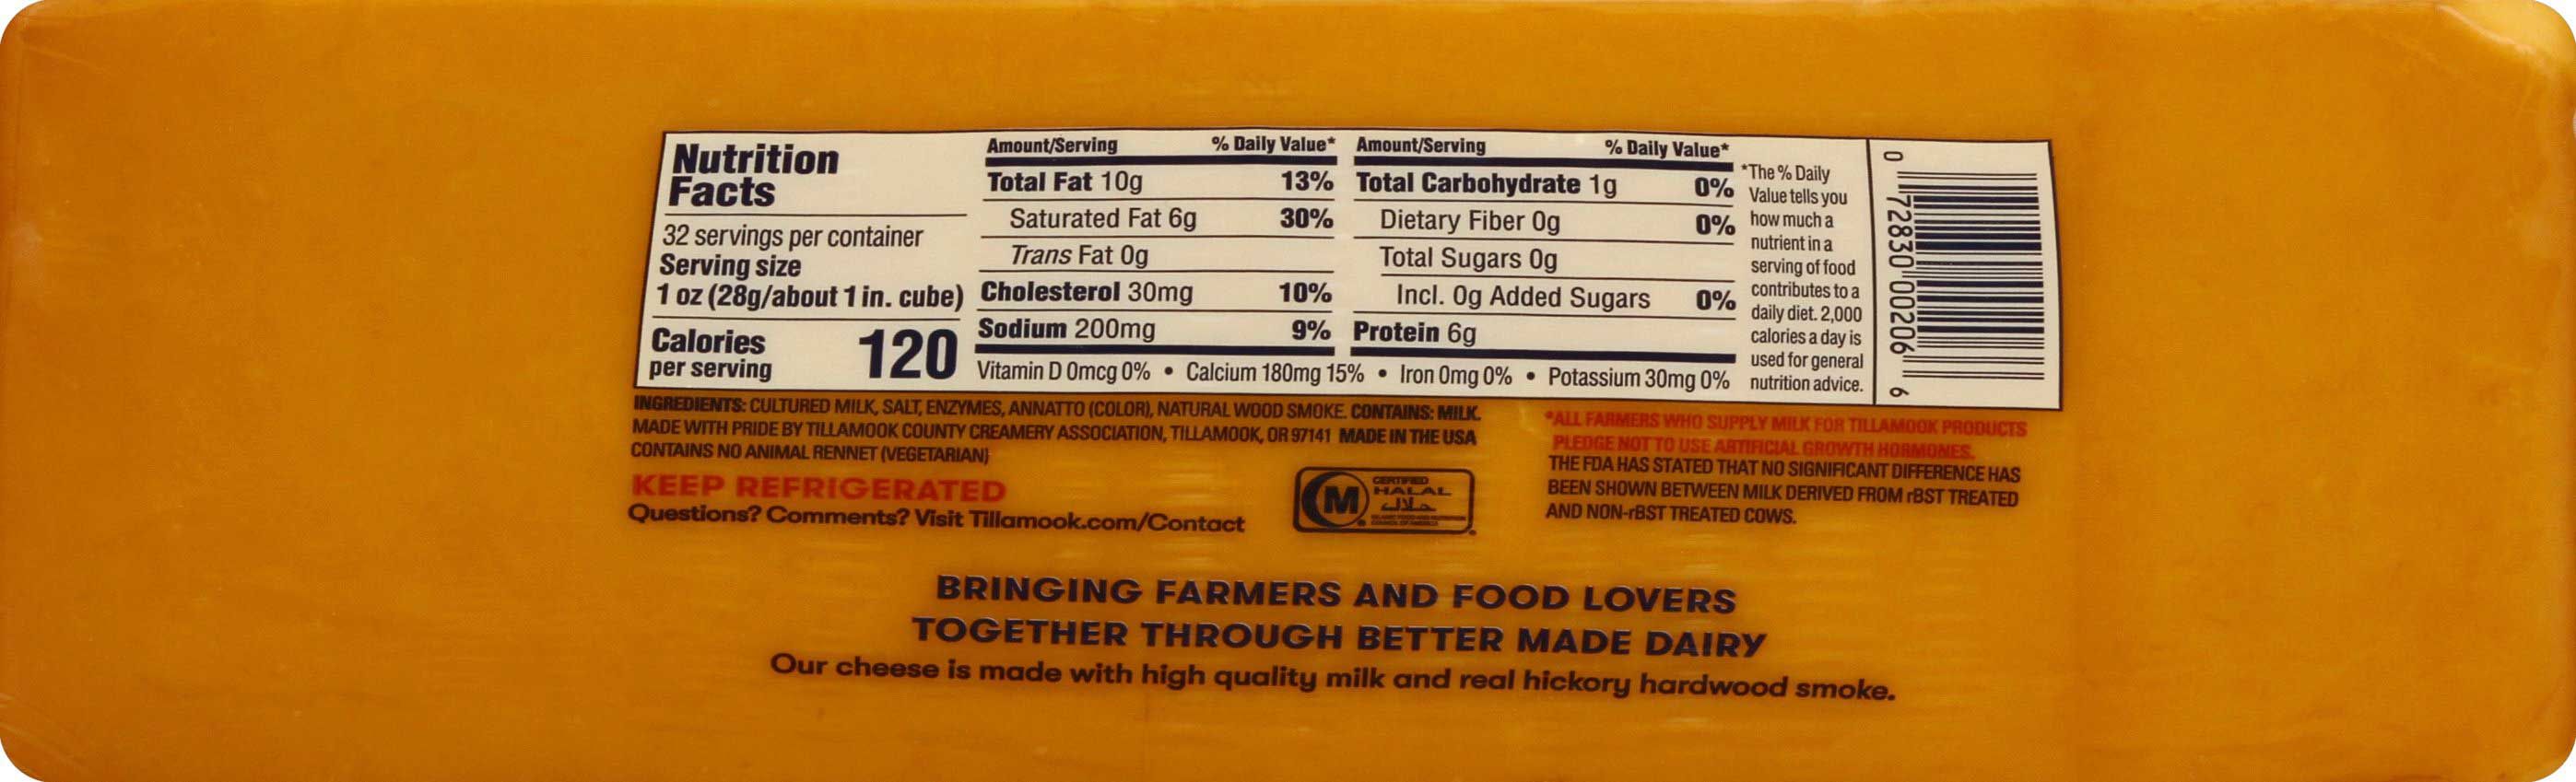 Nutrition
Facts
32 servings per container
Serving size
1 oz (28g/about 1 in. cube)
Calories
per serving 120
Amount/Serving % Daily Value*
Total Fat 10g 13%
Saturated Fat 6g 30%
Trans Fat 0g
Cholesterol 30mg 10%
Sodium 200mg 9%
Amount/Serving % Daily Value*
Total Carbohydrate 1g 0%
Dietary Fiber 0g 0%
Total Sugars 0g
Incl. 0g Added Sugars 0%
Protein 6g
Vitamin D 0mcg 0% • Calcium 180mg 15% • Iron 0mg 0% • Potassium 30mg 0%
*The % Daily
Value tells you
how much a
nutrient in a
serving of food
contributes to a
daily diet. 2,000
calories a day is
used for general
nutrition advice.
0 72830 00206 6
INGREDIENTS: CULTURED MILK, SALT, ENZYMES, ANNATTO (COLOR), NATURAL WOOD SMOKE. CONTAINS: MILK.
MADE WITH PRIDE BY TILLAMOOK COUNTY CREAMERY ASSOCIATION, TILLAMOOK, OR 97141 MADE IN THE USA
CONTAINS NO ANIMAL RENNET (VEGETARIAN)
KEEP REFRIGERATED
Questions? Comments? Visit Tillamook.com/Contact
M
CERTIFIED
HALAL
حلال
*ALL FARMERS WHO SUPPLY MILK FOR TILLAMOOK PRODUCTS
PLEDGE NOT TO USE ARTIFICIAL GROWTH HORMONES.
THE FDA HAS STATED THAT NO SIGNIFICANT DIFFERENCE HAS
BEEN SHOWN BETWEEN MILK DERIVED FROM rBST TREATED
AND NON-rBST TREATED COWS.
BRINGING FARMERS AND FOOD LOVERS
TOGETHER THROUGH BETTER MADE DAIRY
Our cheese is made with high quality milk and real hickory hardwood smoke.